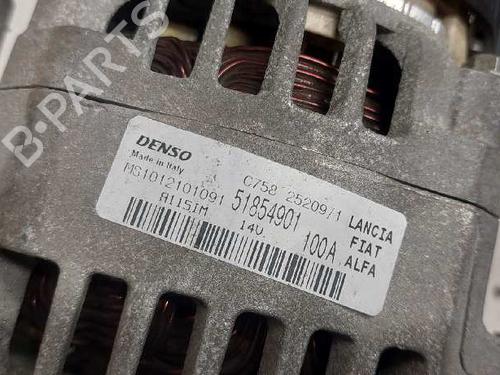 B-PARTS
DENSO
Made in Italy
C758 25209/1
MS1012101091
51854901
A115IM
14V
100A
LANCIA
FIAT
ALFA